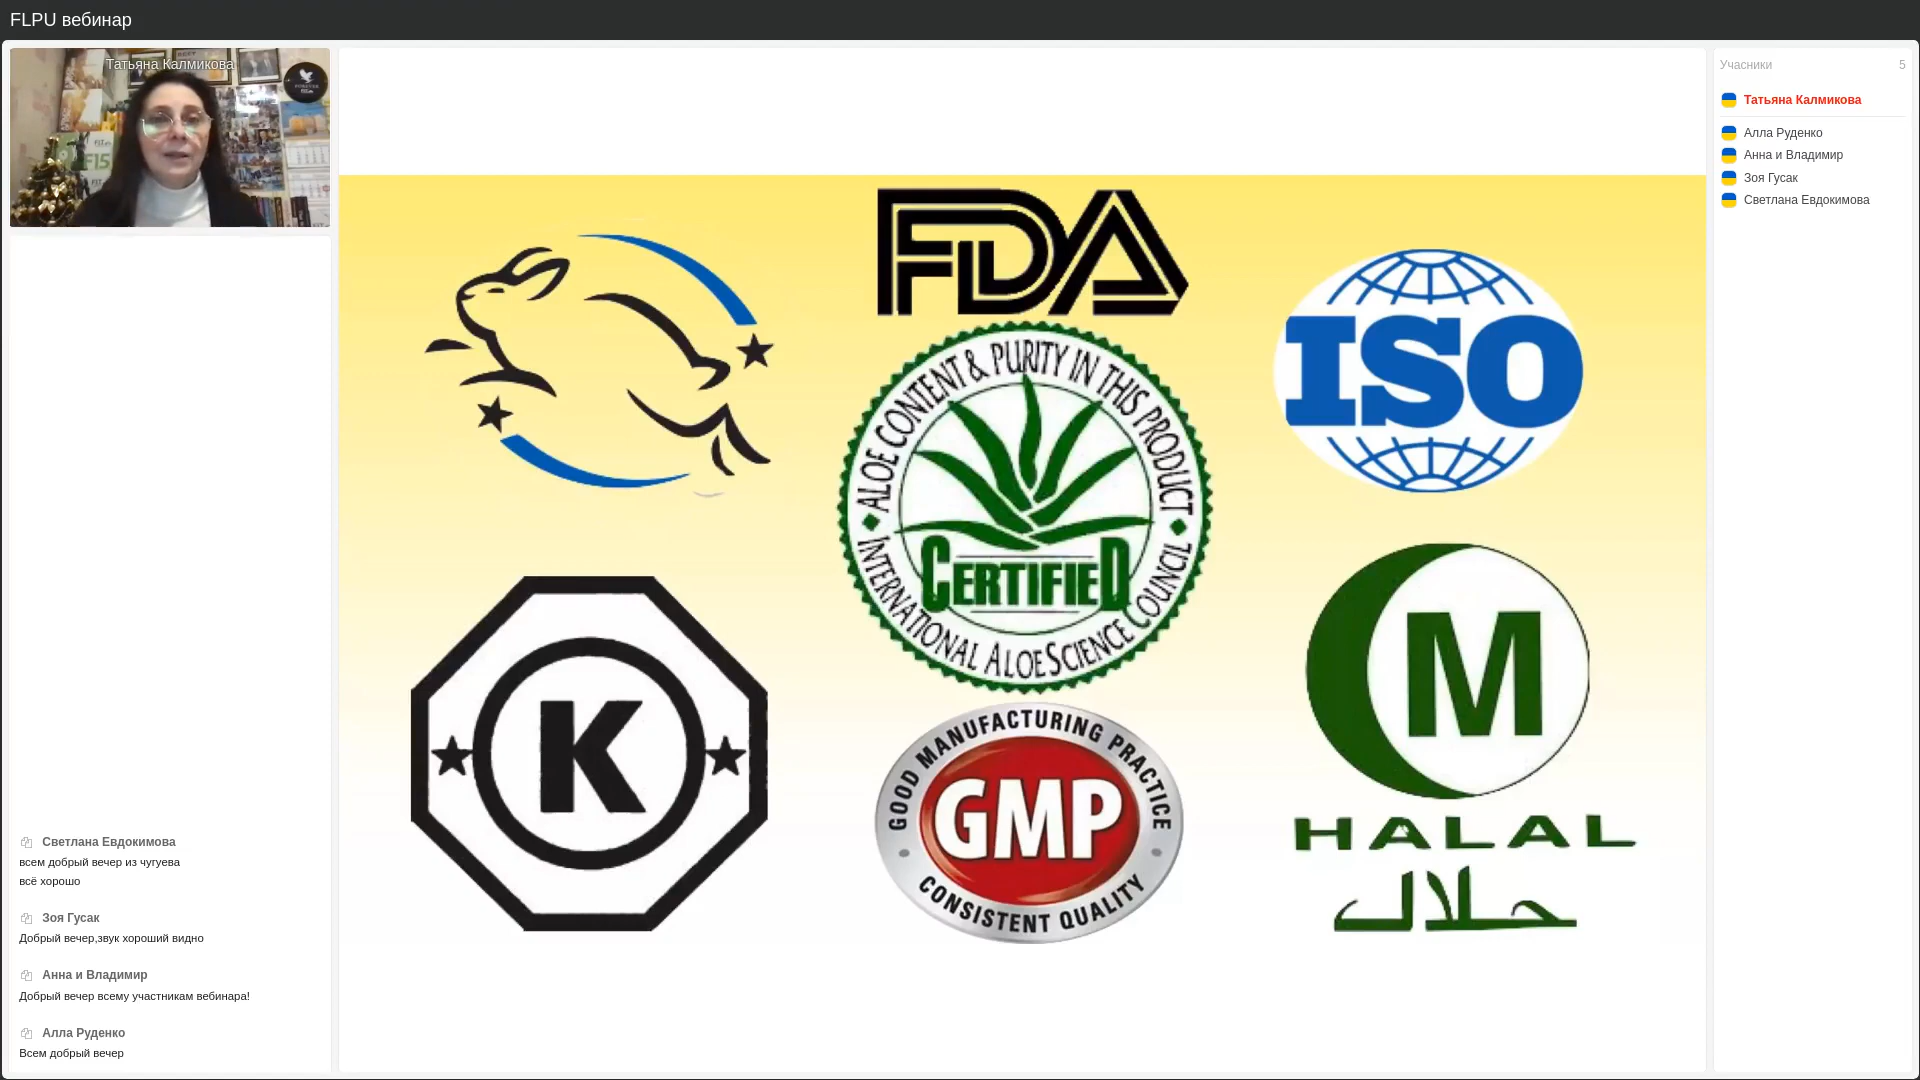 FLPU вебинар
Татьяна Калмикова
F15
Светлана Евдокимова
всем добрый вечер из чугуева
всё хорошо
Зоя Гусак
Добрый вечер,звук хороший видно
Анна и Владимир
Добрый вечер всему участникам вебинара!
Алла Руденко
Всем добрый вечер
FDA
ALOE CONTENT & PURITY IN THIS PRODUCT
CERTIFIED
INTERNATIONAL ALOE SCIENCE COUNCIL
ISO
K
GOOD MANUFACTURING PRACTICE
GMP
CONSISTENT QUALITY
M
HALAL
حلال
Учасники 5
Татьяна Калмикова
Алла Руденко
Анна и Владимир
Зоя Гусак
Светлана Евдокимова